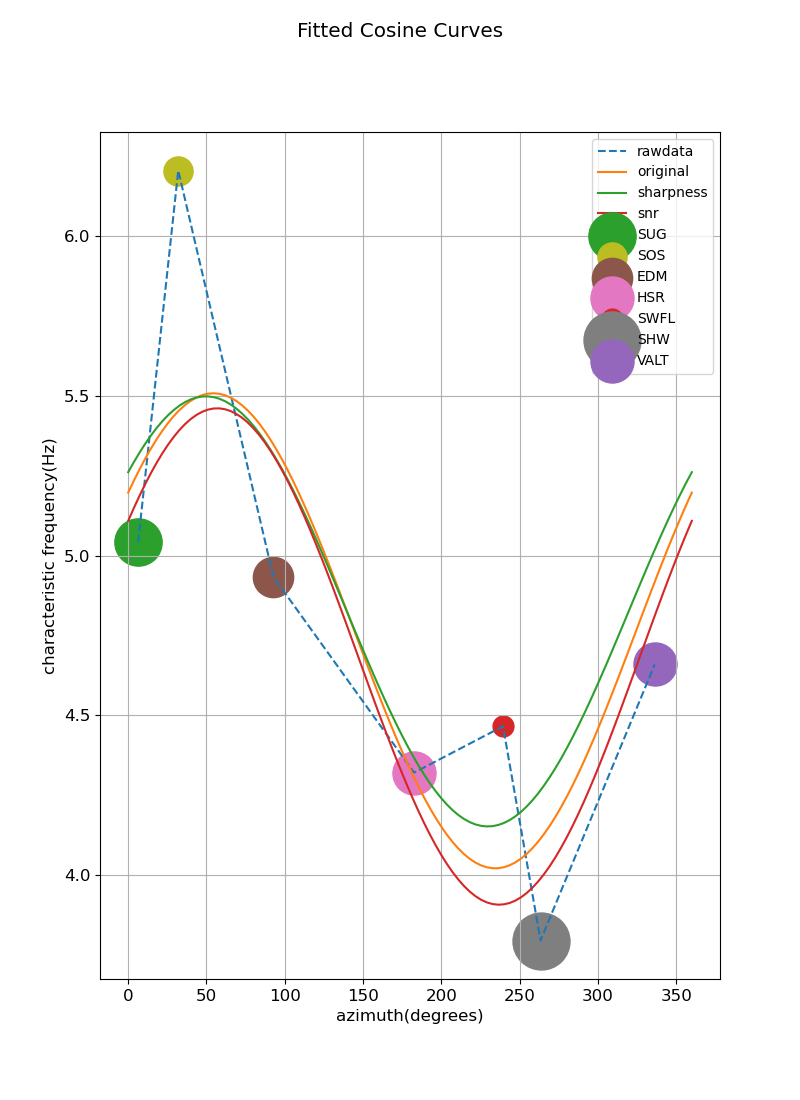 Fitted Cosine Curves
rawdata
original
sharpness
snr
SUG
SOS
EDM
HSR
SWFL
SHW
VALT
characteristic frequency(Hz)
6.0
5.5
5.0
4.5
4.0
0 50 100 150 200 250 300 350
azimuth(degrees)